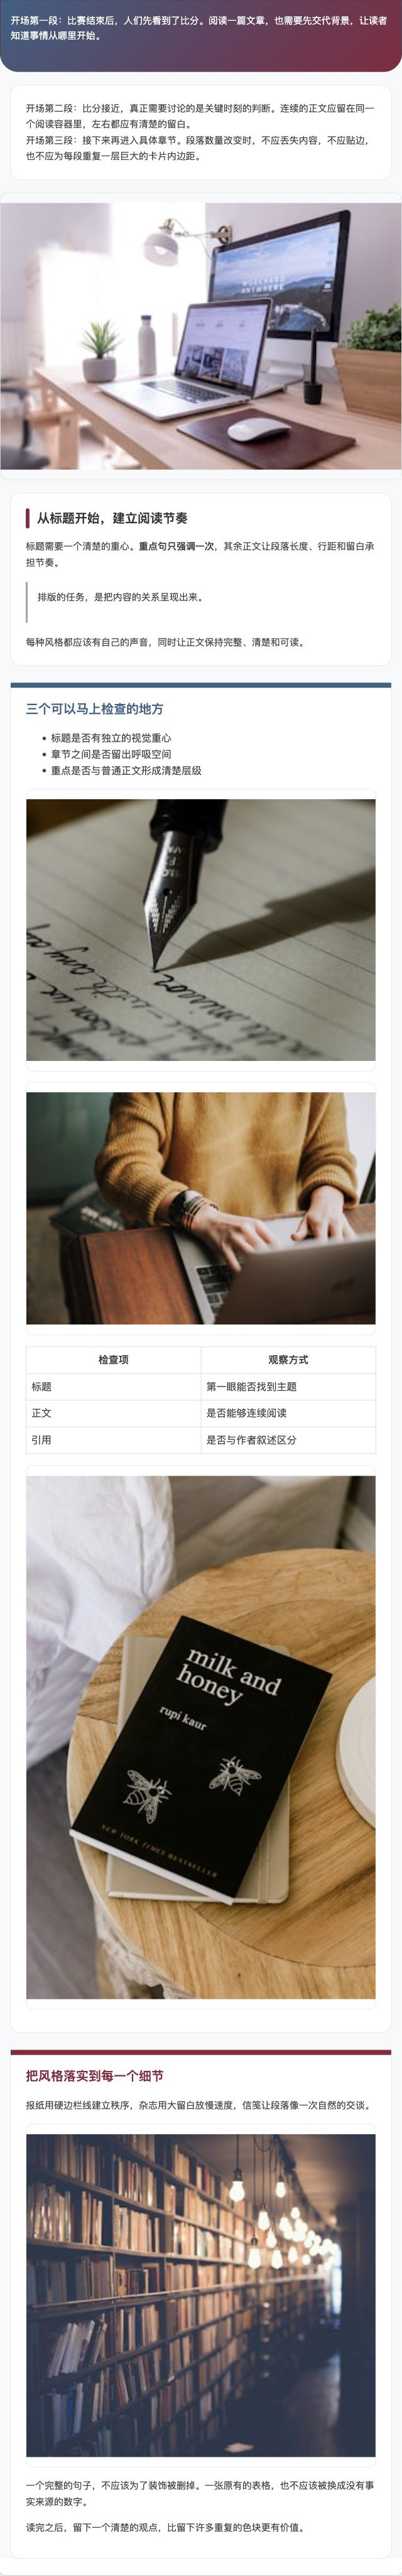 开场第一段：比赛结束后，人们先看到了比分。阅读一篇文章，也需要先交代背景，让读者
知道事情从哪里开始。
开场第二段：比分接近，真正需要讨论的是关键时刻的判断。连续的正文应留在同一
个阅读容器里，左右都应有清楚的留白。
开场第三段：接下来再进入具体章节。段落数量改变时，不应丢失内容，不应贴边，
也不应为每段重复一层巨大的卡片内边距。
WORK HARD
ANYWHERE
从标题开始，建立阅读节奏
标题需要一个清楚的重心。重点句只强调一次，其余正文让段落长度、行距和留白承
担节奏。
排版的任务，是把内容的关系呈现出来。
每种风格都应该有自己的声音，同时让正文保持完整、清楚和可读。
三个可以马上检查的地方
• 标题是否有独立的视觉重心
• 章节之间是否留出呼吸空间
• 重点是否与普通正文形成清楚层级
检查项 观察方式
标题 第一眼能否找到主题
正文 是否能够连续阅读
引用 是否与作者叙述区分
milk and
honey
rupi kaur
NEW YORK TIMES BESTSELLER
把风格落实到每一个细节
报纸用硬边栏线建立秩序，杂志用大留白放慢速度，信笺让段落像一次自然的交谈。
一个完整的句子，不应该为了装饰被删掉。一张原有的表格，也不应该被换成没有事
实来源的数字。
读完之后，留下一个清楚的观点，比留下许多重复的色块更有价值。